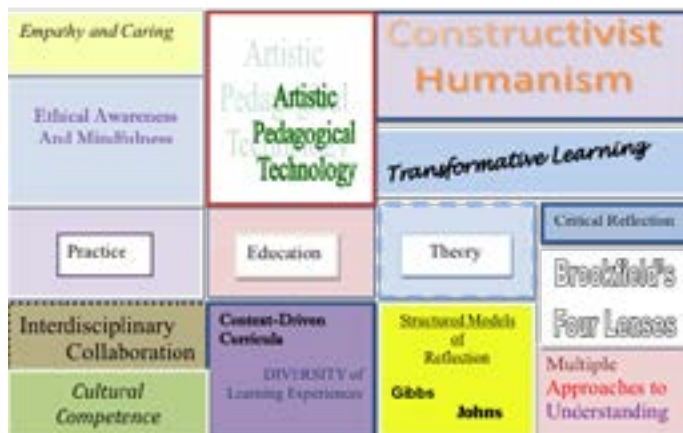 Empathy and Caring
Ethical Awareness
And Mindfulness
Artistic
Pedagogical
Technology
Artistic
Pedagogical
Technology
Constructivist
Humanism
Transformative Learning
Practice
Education
Theory
Critical Reflection
Brookfield's
Four Lenses
Interdisciplinary
Collaboration
Cultural
Competence
Context-Driven
Curricula
DIVERSITY of
Learning Experiences
Structured Models
of
Reflection
Gibbs
Johns
Multiple
Approaches to
Understanding